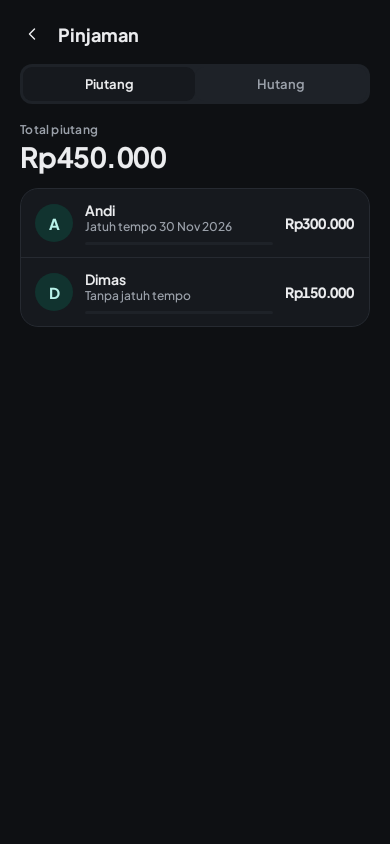 Pinjaman
Piutang
Hutang
Total piutang
Rp450.000
A
Andi
Jatuh tempo 30 Nov 2026
Rp300.000
D
Dimas
Tanpa jatuh tempo
Rp150.000